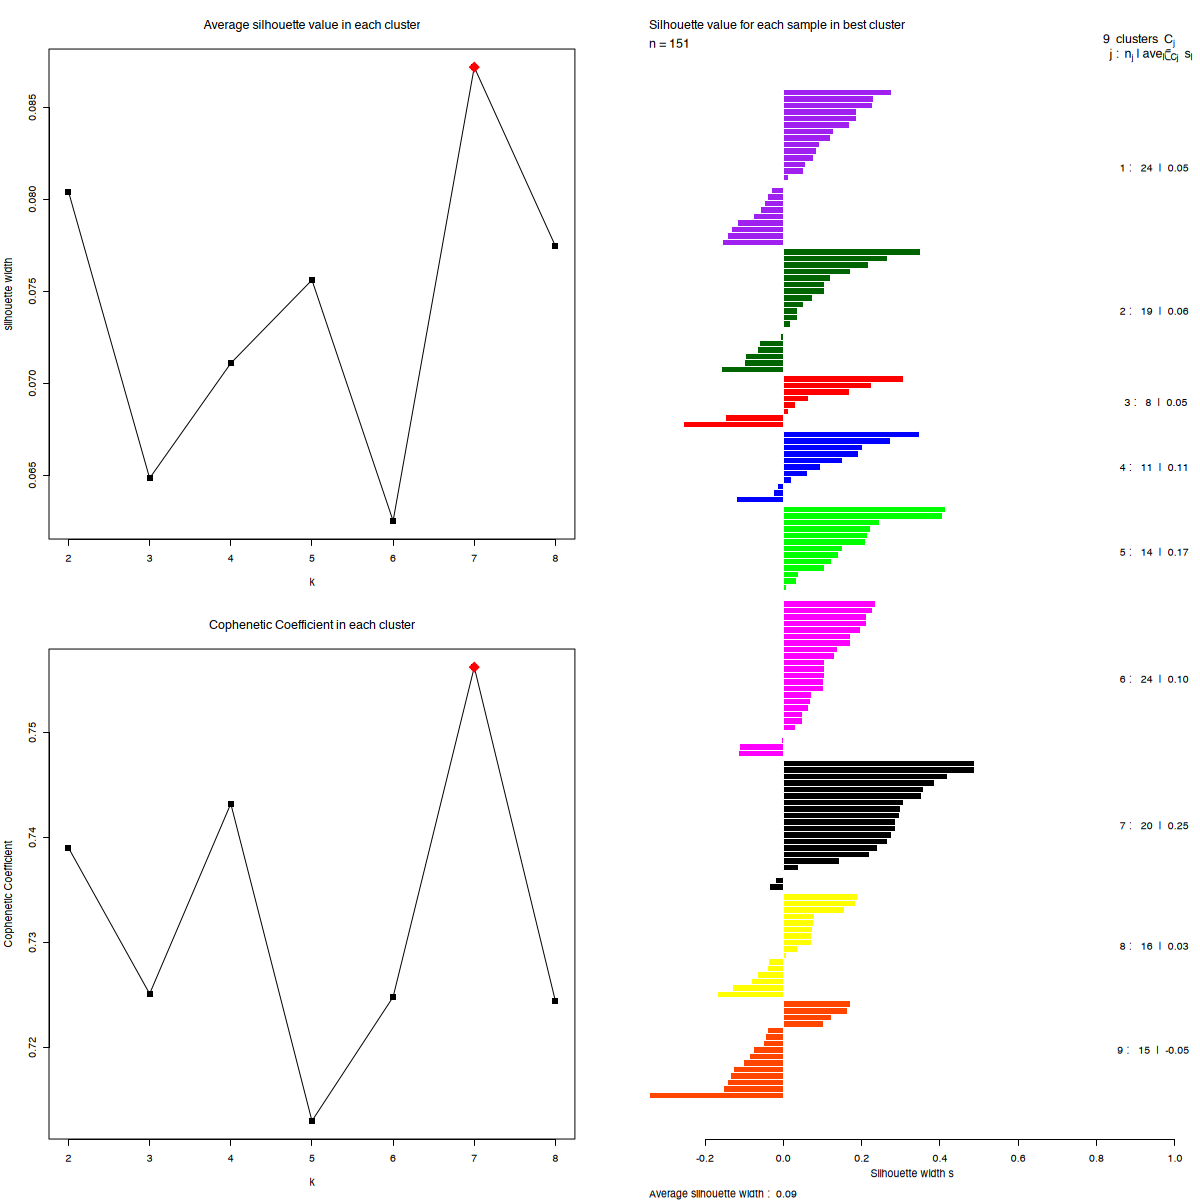 Average silhouette value in each cluster
0.085
0.080
0.075
0.070
0.065
silhouette width
2 3 4 5 6 7 8
k
Cophenetic Coefficient in each cluster
0.75
0.74
0.73
0.72
Cophenetic Coefficient
2 3 4 5 6 7 8
k
Silhouette value for each sample in best cluster
n = 151
9 clusters Cj
j : nj | avei∈Cj si
1 : 24 | 0.05
2 : 19 | 0.06
3 : 8 | 0.05
4 : 11 | 0.11
5 : 14 | 0.17
6 : 24 | 0.10
7 : 20 | 0.25
8 : 16 | 0.03
9 : 15 | -0.05
-0.2 0.0 0.2 0.4 0.6 0.8 1.0
Silhouette width s
Average silhouette width : 0.09